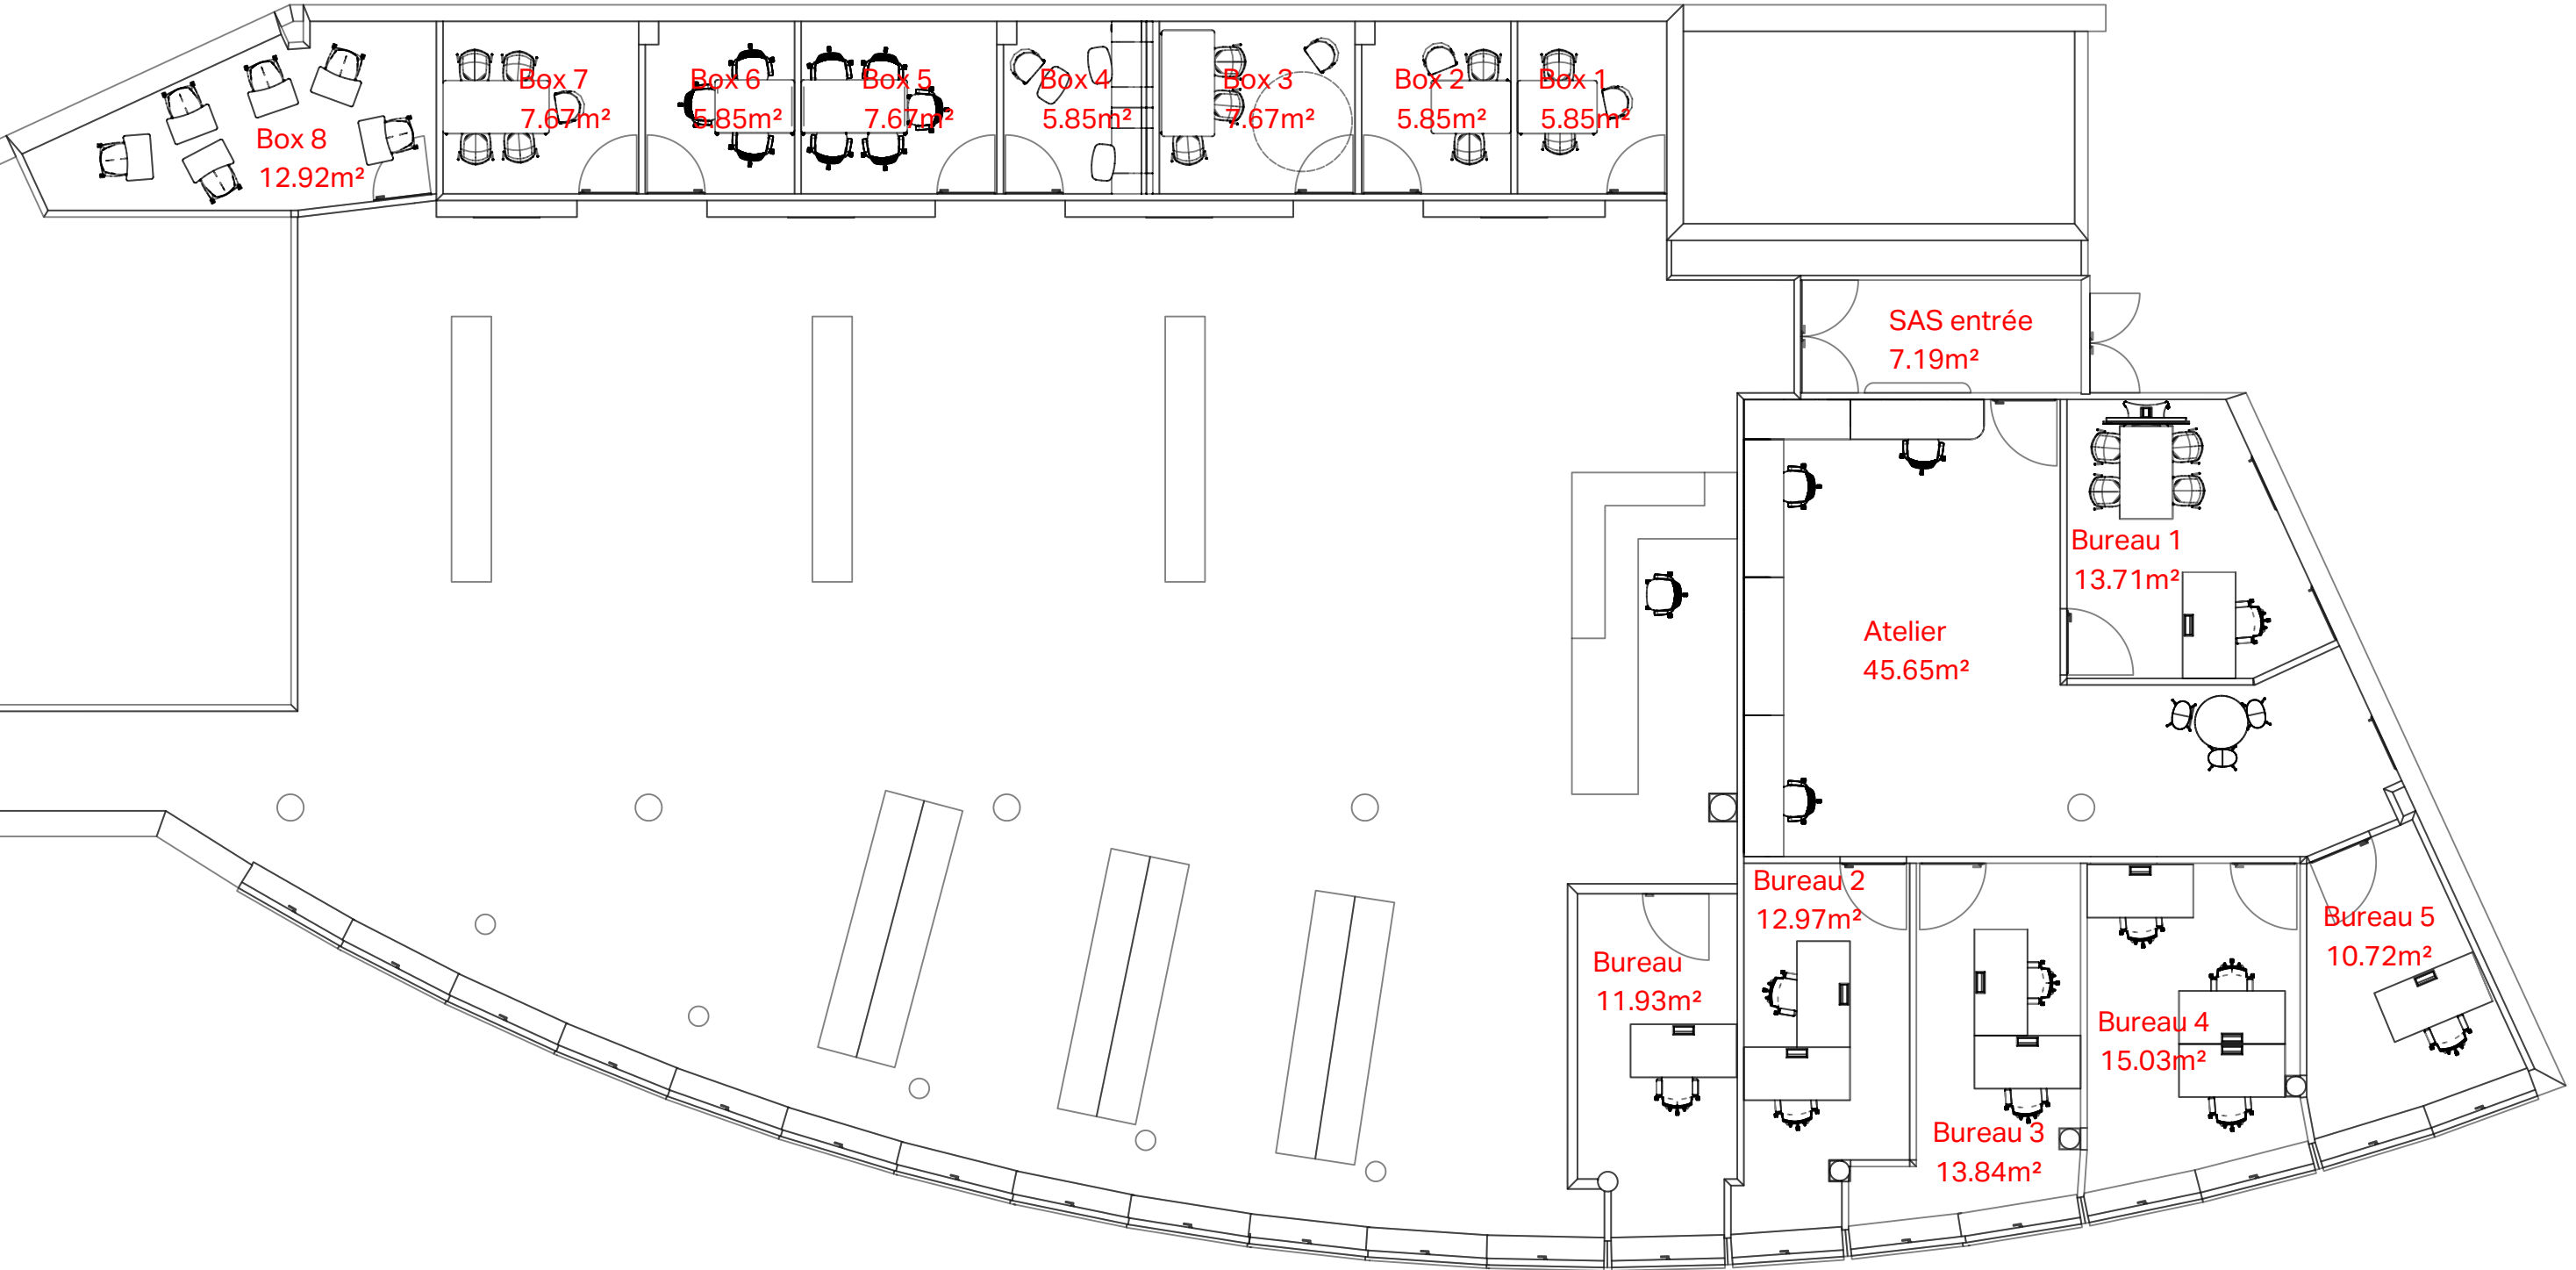 Box 7
7.67m²
Box 6
5.85m²
Box 5
7.67m²
Box 4
5.85m²
Box 3
7.67m²
Box 2
5.85m²
Box 1
5.85m²
Box 8
12.92m²
SAS entrée
7.19m²
Bureau 1
13.71m²
Atelier
45.65m²
Bureau 2
12.97m²
Bureau 5
10.72m²
Bureau
11.93m²
Bureau 4
15.03m²
Bureau 3
13.84m²